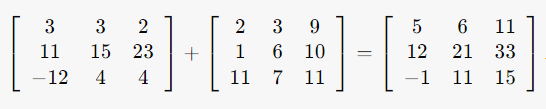 [ 3 3 2 ] + [ 2 3 9 ] = [ 5 6 11 ]
[ 11 15 23 ] + [ 1 6 10 ] = [ 12 21 33 ]
[ −12 4 4 ] + [ 11 7 11 ] = [ −1 11 15 ]